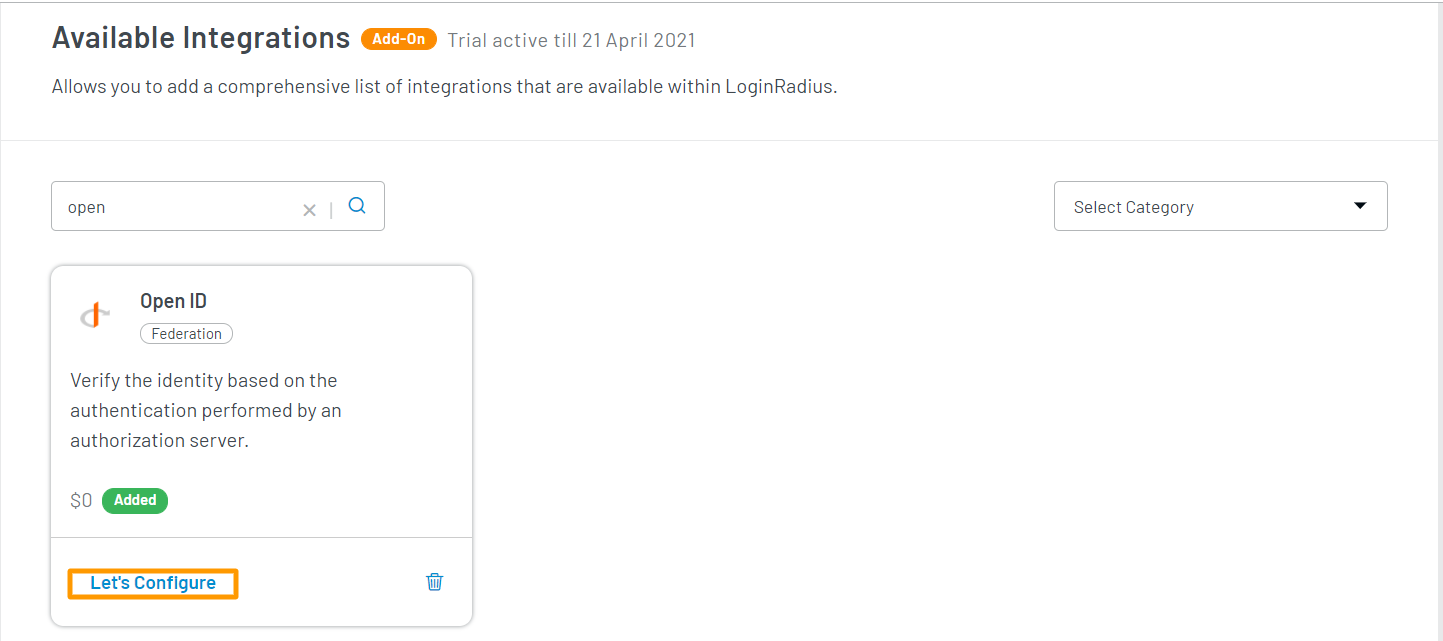 Available Integrations Add-On Trial active till 21 April 2021
Allows you to add a comprehensive list of integrations that are available within LoginRadius.
open
Select Category
Open ID
Federation
Verify the identity based on the
authentication performed by an
authorization server.
$0 Added
Let's Configure